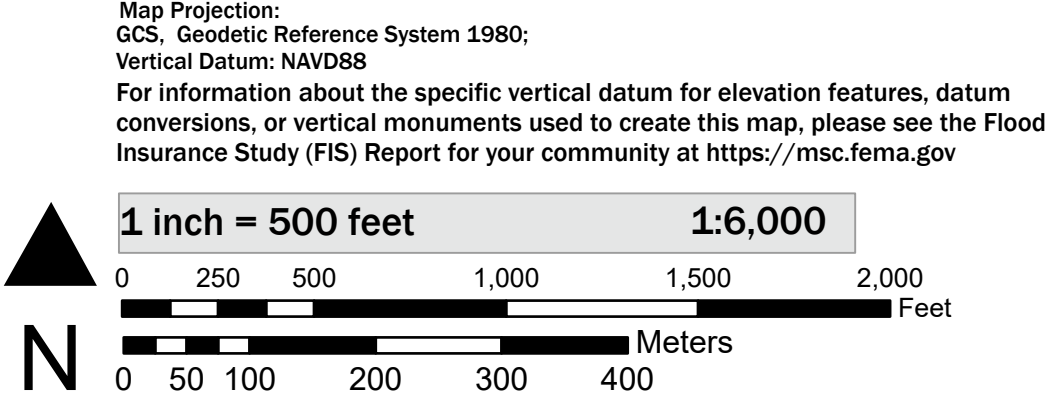 Map Projection:
GCS, Geodetic Reference System 1980;
Vertical Datum: NAVD88
For information about the specific vertical datum for elevation features, datum
conversions, or vertical monuments used to create this map, please see the Flood
Insurance Study (FIS) Report for your community at https://msc.fema.gov
1 inch = 500 feet 1:6,000
0 250 500 1,000 1,500 2,000
Feet
Meters
N 0 50 100 200 300 400